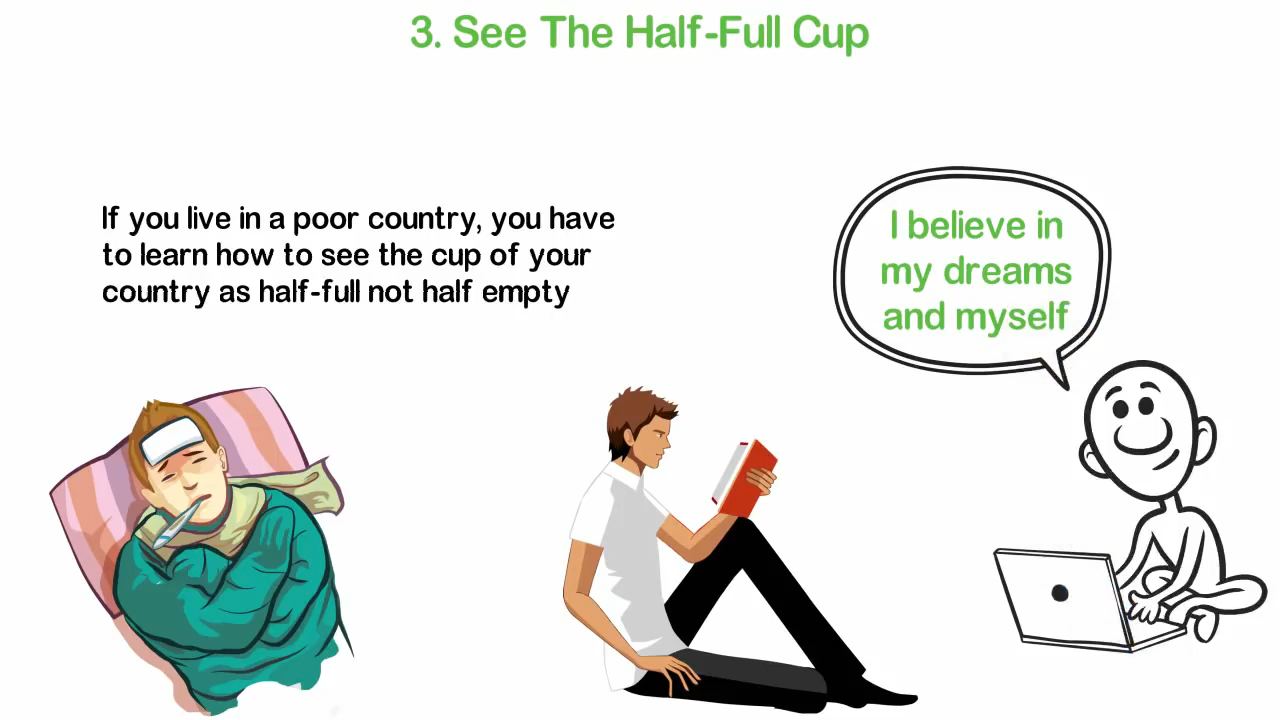 3. See The Half-Full Cup
If you live in a poor country, you have
to learn how to see the cup of your
country as half-full not half empty
I believe in
my dreams
and myself